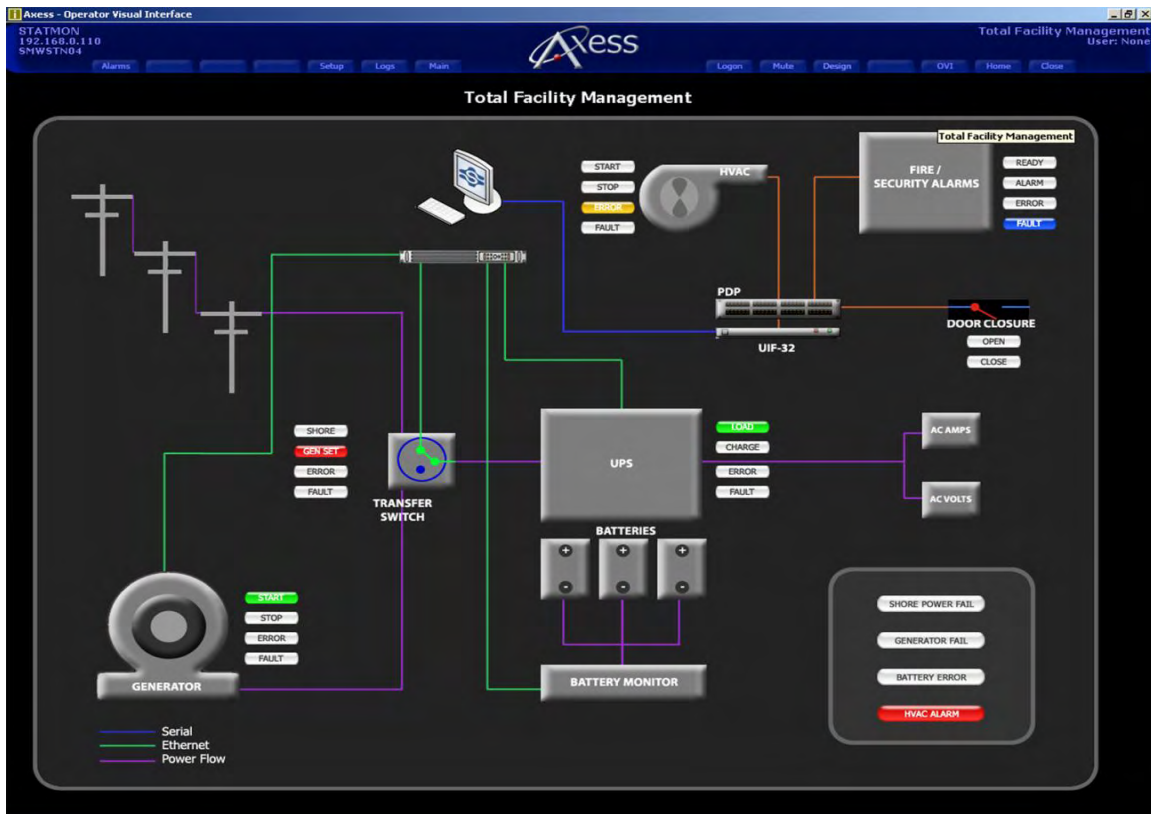 Axess - Operator Visual Interface
STATMON
192.168.0.110
SMWSTN04
Axess
Total Facility Management
User: None
Alarms
Setup
Logs
Main
Logon
Mute
Design
OVI
Home
Close
Total Facility Management
Total Facility Management
START
STOP
ERROR
FAULT
HVAC
FIRE /
SECURITY ALARMS
READY
ALARM
ERROR
FAULT
PDP
UIF-32
DOOR CLOSURE
OPEN
CLOSE
SHORE
GEN SET
ERROR
FAULT
TRANSFER
SWITCH
UPS
LOAD
CHARGE
ERROR
FAULT
AC AMPS
AC VOLTS
BATTERIES
+ + +
- - -
BATTERY MONITOR
START
STOP
ERROR
FAULT
GENERATOR
SHORE POWER FAIL
GENERATOR FAIL
BATTERY ERROR
HVAC ALARM
Serial
Ethernet
Power Flow